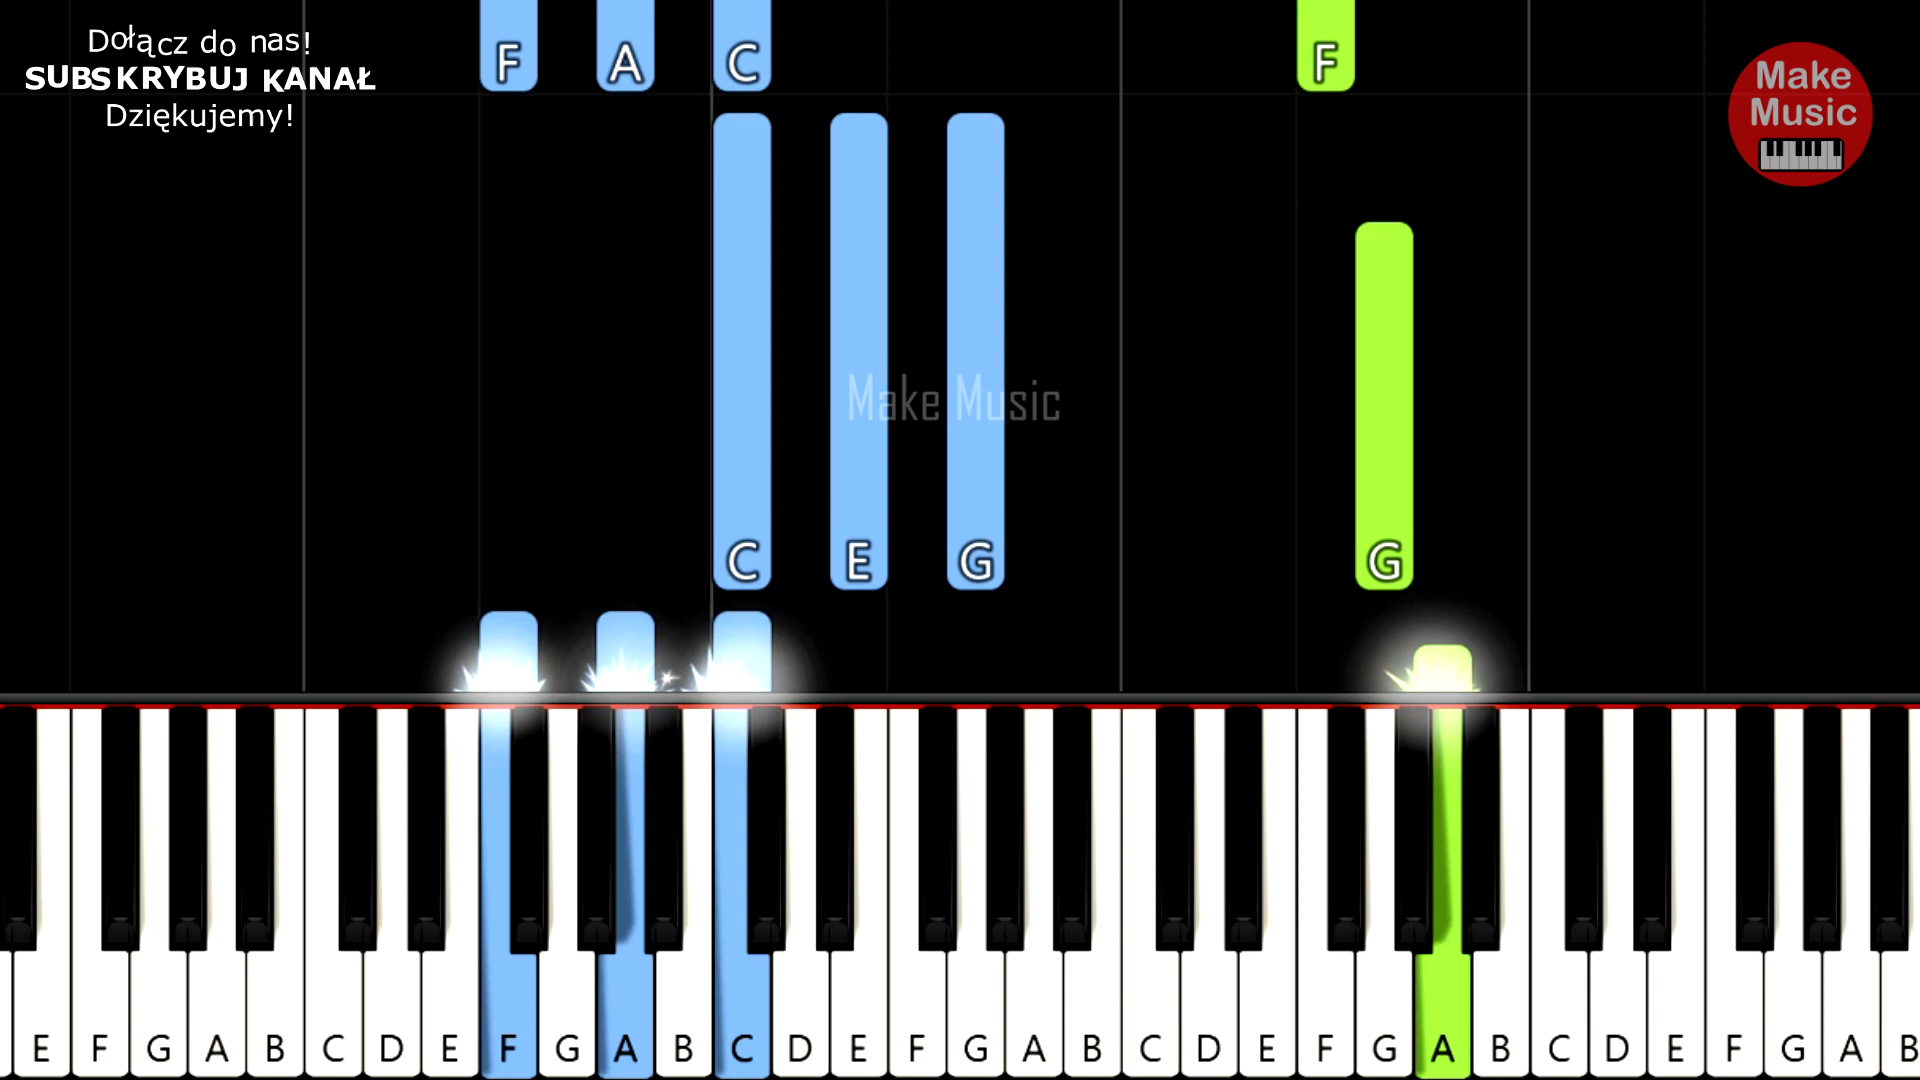 Dołącz do nas!
SUBSKRYBUJ KANAŁ
Dziękujemy!
F A C F
Make
Music
Make Music
C E G G
E F G A B C D E F G A B C D E F G A B C D E F G A B C D E F G A B